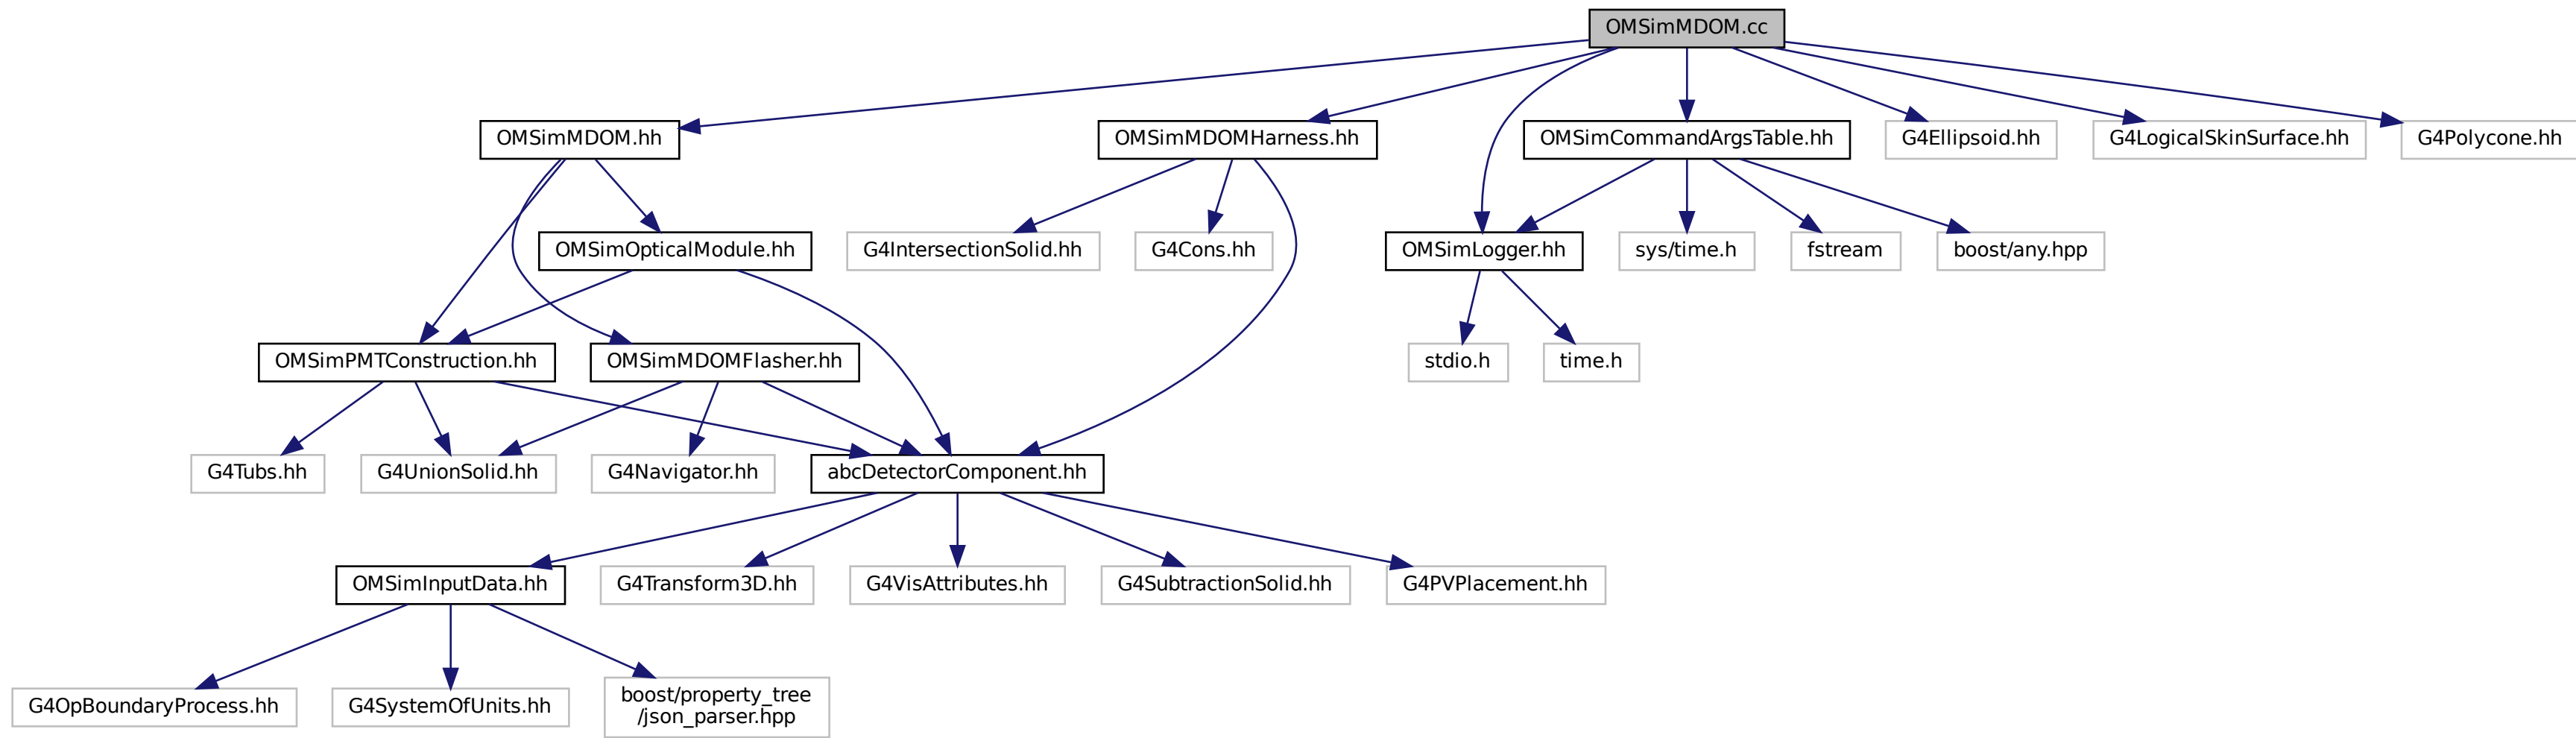 OMSimMDOM.cc
OMSimMDOM.hh
OMSimMDOMHarness.hh
OMSimCommandArgsTable.hh
G4Ellipsoid.hh
G4LogicalSkinSurface.hh
G4Polycone.hh
OMSimOpticalModule.hh
G4IntersectionSolid.hh
G4Cons.hh
OMSimLogger.hh
sys/time.h
fstream
boost/any.hpp
OMSimPMTConstruction.hh
OMSimMDOMFlasher.hh
stdio.h
time.h
G4Tubs.hh
G4UnionSolid.hh
G4Navigator.hh
abcDetectorComponent.hh
OMSimInputData.hh
G4Transform3D.hh
G4VisAttributes.hh
G4SubtractionSolid.hh
G4PVPlacement.hh
G4OpBoundaryProcess.hh
G4SystemOfUnits.hh
boost/property_tree
/json_parser.hpp